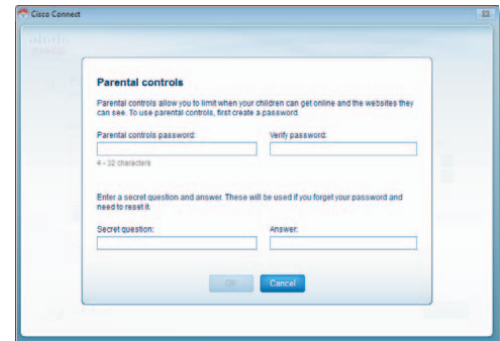 Cisco Connect
Parental controls
Parental controls allow you to limit when your children can get online and the websites they
can see. To use parental controls, first create a password.
Parental controls password: Verify password:
4 - 32 characters
Enter a secret question and answer. These will be used if you forget your password and
need to reset it.
Secret question: Answer:
OK Cancel